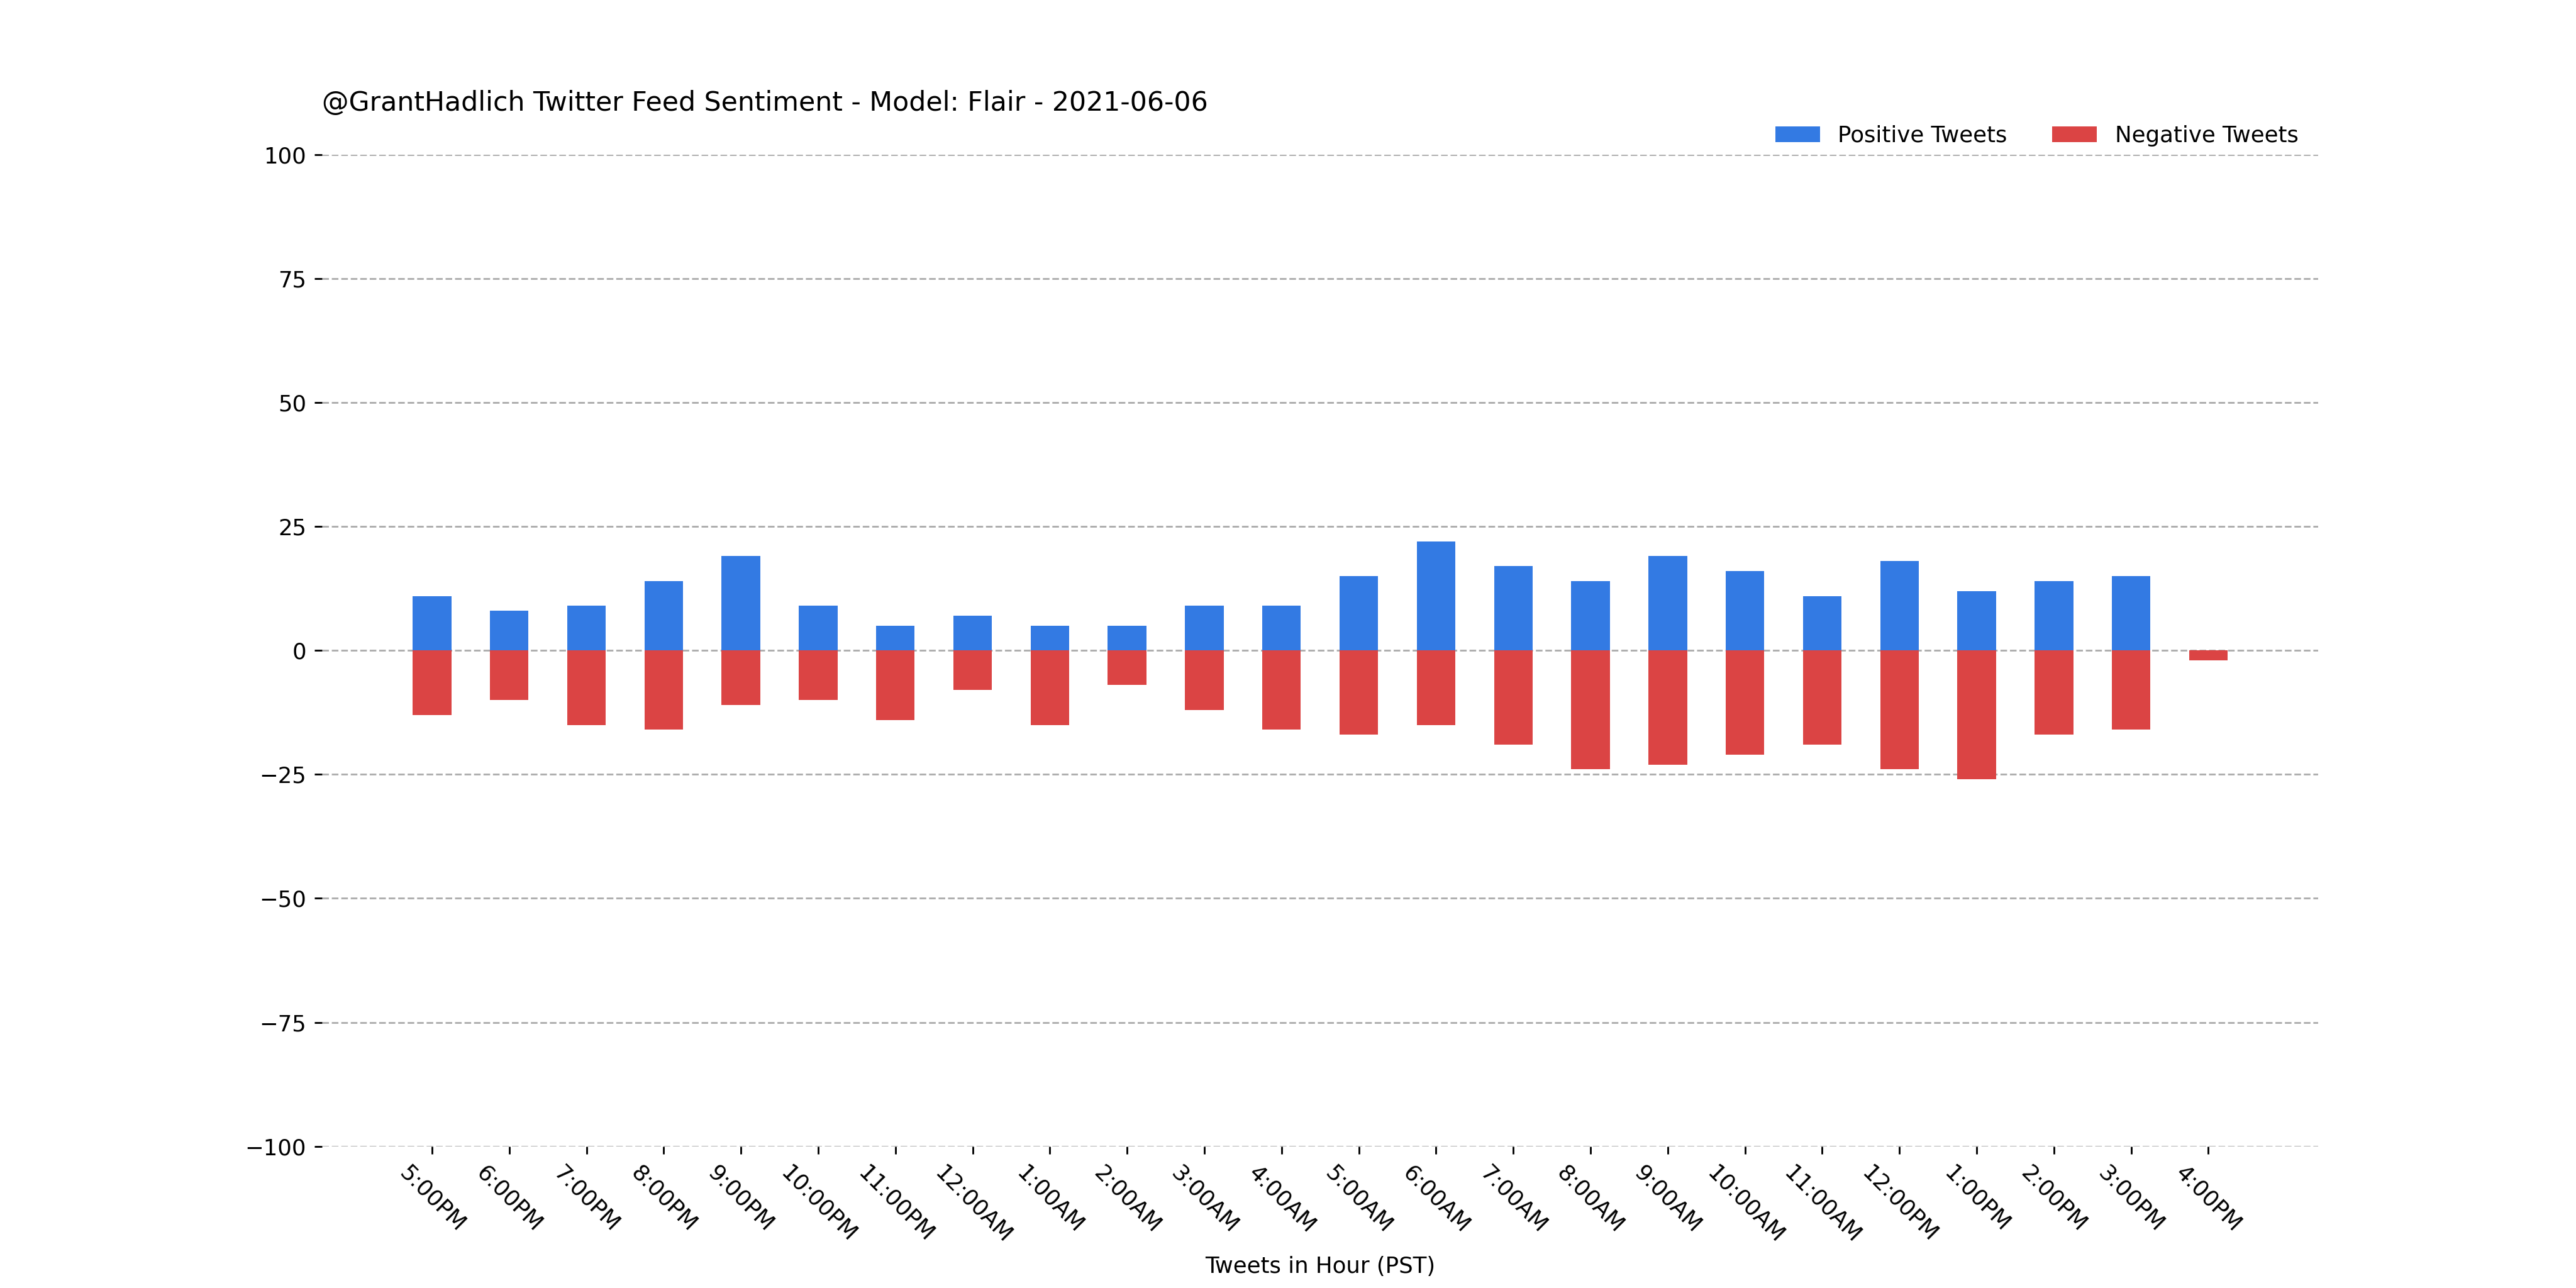 @GrantHadlich Twitter Feed Sentiment - Model: Flair - 2021-06-06
Positive Tweets
Negative Tweets
100
75
50
25
0
−25
−50
−75
−100
5:00PM
6:00PM
7:00PM
8:00PM
9:00PM
10:00PM
11:00PM
12:00AM
1:00AM
2:00AM
3:00AM
4:00AM
5:00AM
6:00AM
7:00AM
8:00AM
9:00AM
10:00AM
11:00AM
12:00PM
1:00PM
2:00PM
3:00PM
4:00PM
Tweets in Hour (PST)